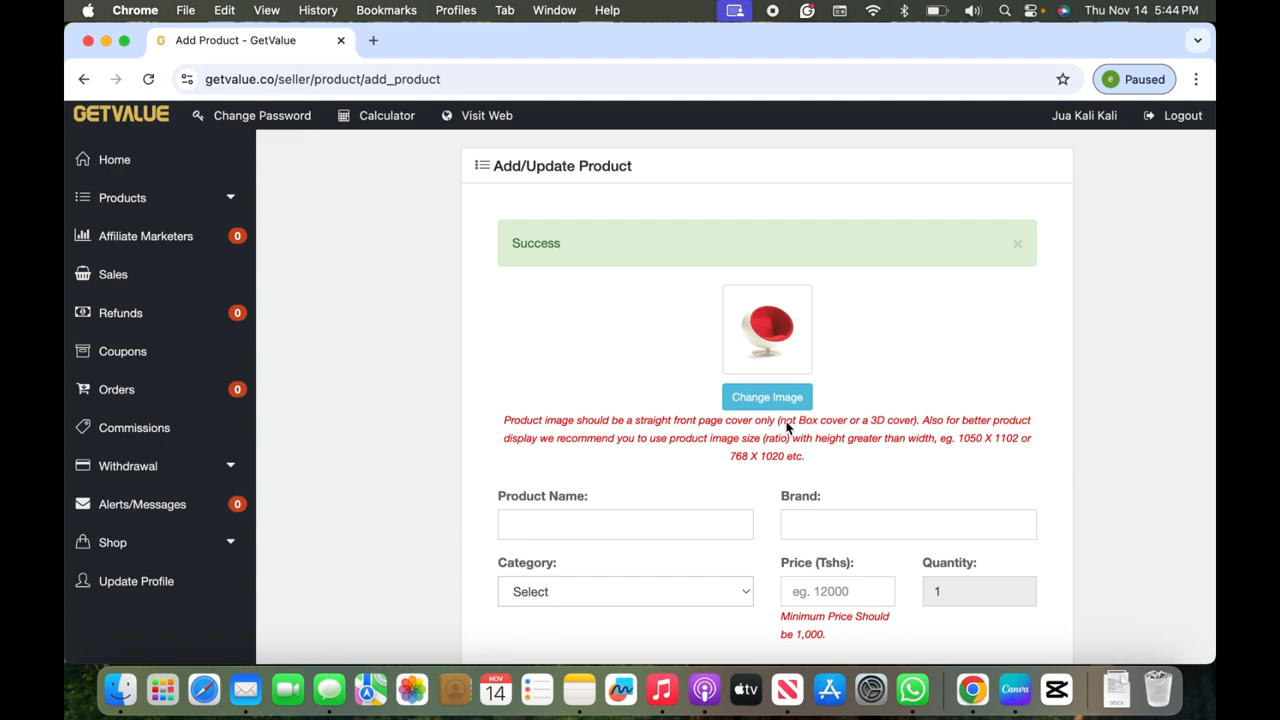 Chrome File Edit View History Bookmarks Profiles Tab Window Help Thu Nov 14 5:44 PM
Add Product - GetValue
getvalue.co/seller/product/add_product
e Paused
GETVALUE Change Password Calculator Visit Web Jua Kali Kali Logout
Home
Products
Affiliate Marketers 0
Sales
Refunds 0
Coupons
Orders 0
Commissions
Withdrawal
Alerts/Messages 0
Shop
Update Profile
Add/Update Product
Success ×
Change Image
Product image should be a straight front page cover only (not Box cover or a 3D cover). Also for better product
display we recommend you to use product image size (ratio) with height greater than width, eg. 1050 X 1102 or
768 X 1020 etc.
Product Name: Brand:
Category: Price (Tshs): Quantity:
Select eg. 12000 1
Minimum Price Should
be 1,000.
NOV
14
tv
Canva
DOCX